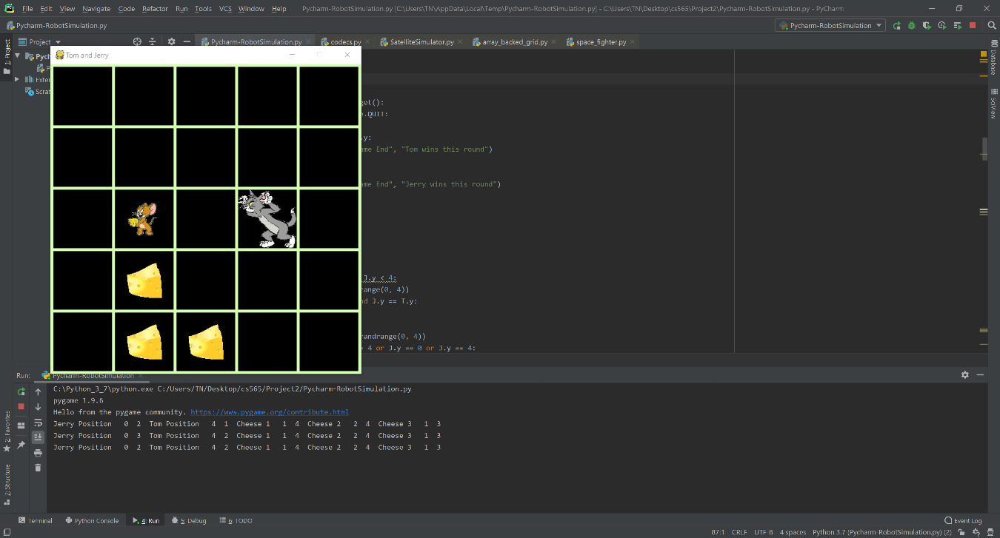 File Edit View Navigate Code Refactor Run Tools VCS Window Help Pycharm-RobotSimulation.py [C:\Users\TN\AppData\Local\Temp\Pycharm-RobotSimulation.py] - C:\Users\TN\Desktop\cs565\Project2\Pycharm-RobotSimulation.py - PyCharm
Pycharm-RobotSimulation.py
Pycharm-RobotSimulation
Project
Pycharm-RobotSimulation.py codecs.py SatelliteSimulator.py array_backed_grid.py space_fighter.py
Tom and Jerry
Pych
P
Exter
Scrat
1: Project
Database
SciView
get():
e.QUIT:
.y:
me End", "Tom wins this round")
me End", "Jerry wins this round")
J.y < 4:
range(0, 4))
nd J.y == T.y:
randrange(0, 4))
= 4 or J.y == 0 or J.y == 4:
Run: Pycharm-RobotSimulation
C:\Python_3_7\python.exe C:/Users/TN/Desktop/cs565/Project2/Pycharm-RobotSimulation.py
pygame 1.9.6
Hello from the pygame community. https://www.pygame.org/contribute.html
Jerry Position 0 2 Tom Position 4 1 Cheese 1 1 4 Cheese 2 2 4 Cheese 3 1 3
Jerry Position 0 3 Tom Position 4 2 Cheese 1 1 4 Cheese 2 2 4 Cheese 3 1 3
Jerry Position 0 2 Tom Position 4 2 Cheese 1 1 4 Cheese 2 2 4 Cheese 3 1 3
2: Favorites
7: Structure
Terminal Python Console 4: Run 5: Debug 6: TODO Event Log
87:1 CRLF UTF-8 4 spaces Python 3.7 (Pycharm-RobotSimulation.py) (2)